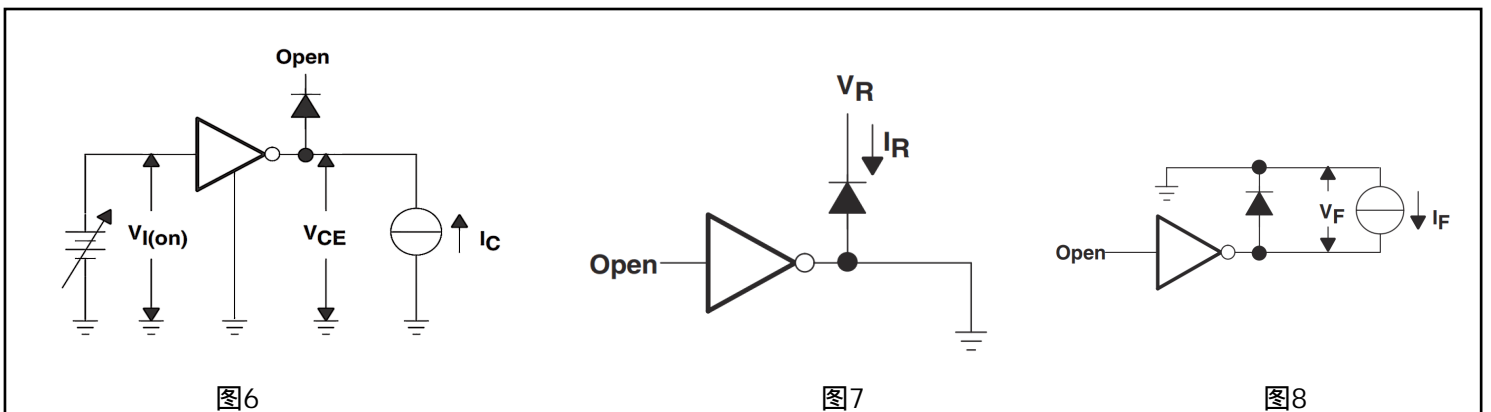 Open
VI(on)
VCE
IC
图6
VR
IR
Open
图7
Open
VF
IF
图8